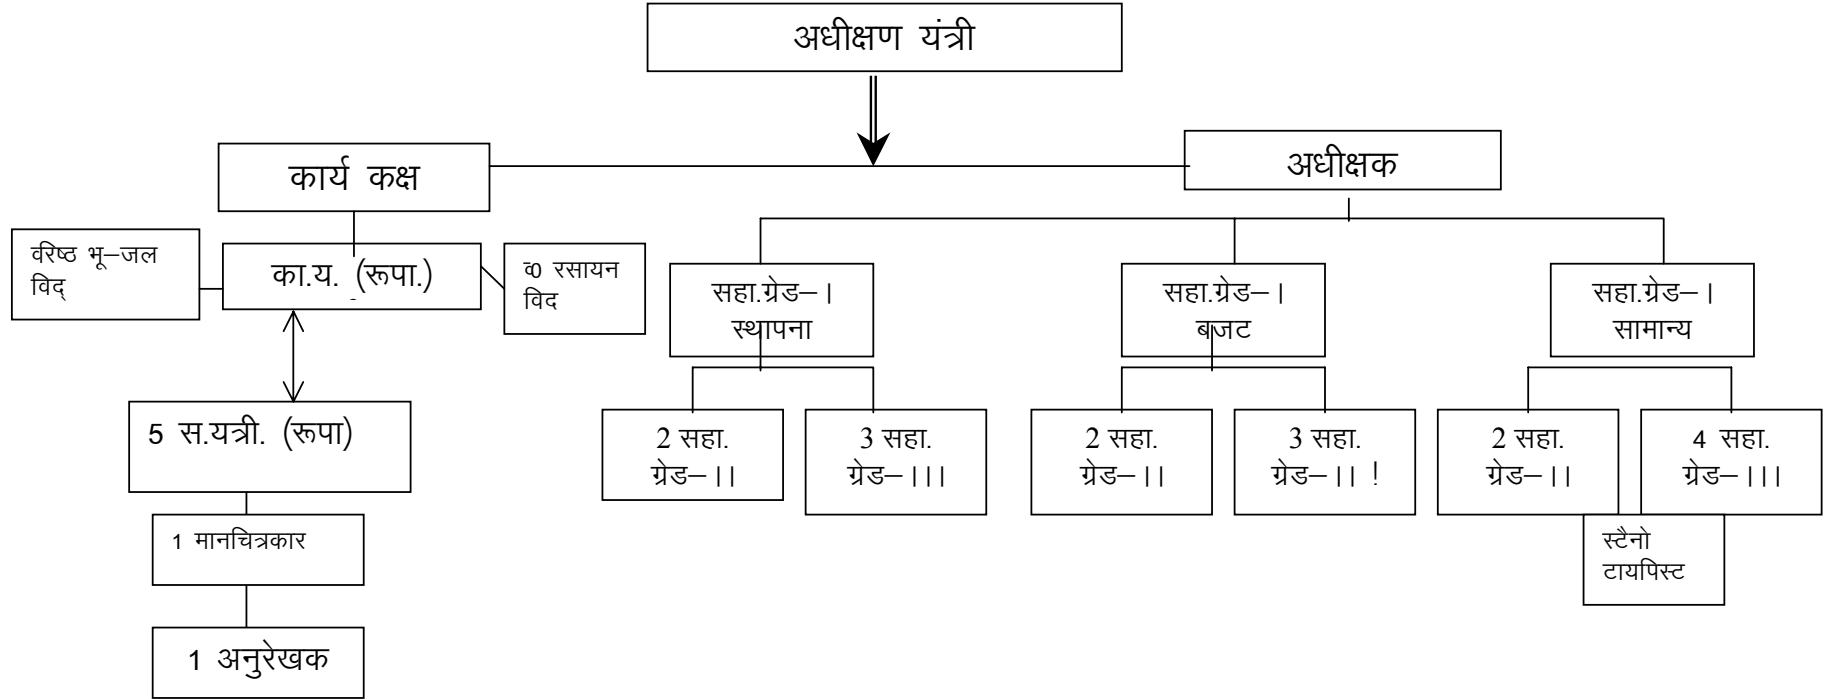 अधीक्षण यंत्री
कार्य कक्ष
अधीक्षक
वरिष्ठ भू–जल
विद्
का.य. (रूपा.)
व0 रसायन
विद
सहा.ग्रेड–।
स्थापना
सहा.ग्रेड–।
बजट
सहा.ग्रेड–।
सामान्य
5 स.यत्री. (रूपा)
2 सहा.
ग्रेड–।।
3 सहा.
ग्रेड–।।।
2 सहा.
ग्रेड–।।
3 सहा.
ग्रेड–।। !
2 सहा.
ग्रेड–।।
4 सहा.
ग्रेड–।।।
1 मानचित्रकार
स्टैनो
टायपिस्ट
1 अनुरेखक